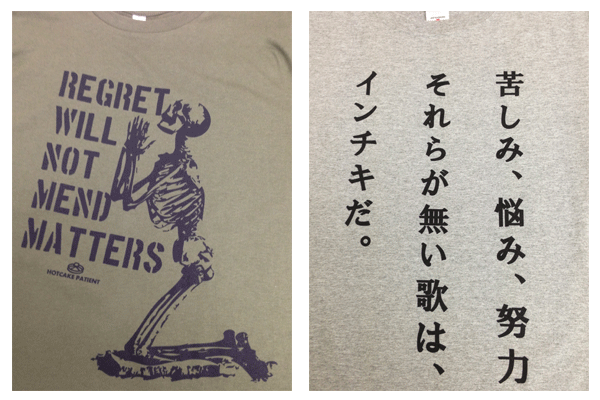 REGRET
WILL
NOT
MEND
MATTERS
HOTCAKE PATIENT
苦しみ、悩み、努力
それらが無い歌は、
インチキだ。